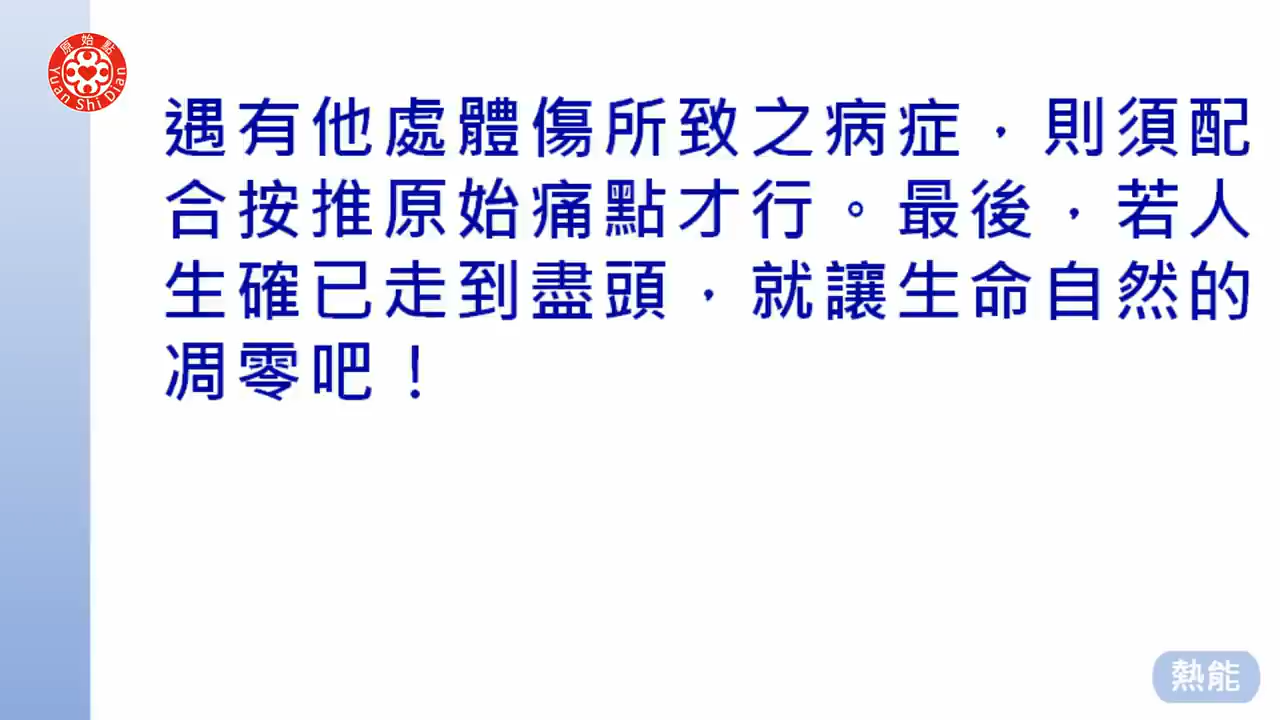 原始點
Yuan Shi Dian
遇有他處體傷所致之病症，則須配
合按推原始痛點才行。最後，若人
生確已走到盡頭，就讓生命自然的
凋零吧！
熱能